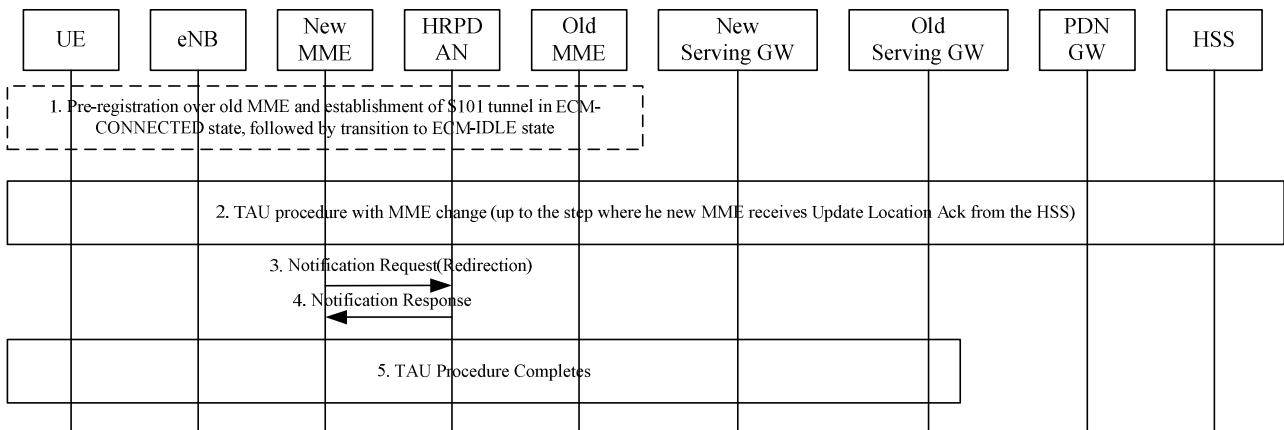 UE
eNB
New
MME
HRPD
AN
Old
MME
New
Serving GW
Old
Serving GW
PDN
GW
HSS
1. Pre-registration over old MME and establishment of S101 tunnel in ECM-
CONNECTED state, followed by transition to ECM-IDLE state
2. TAU procedure with MME change (up to the step where he new MME receives Update Location Ack from the HSS)
3. Notification Request(Redirection)
4. Notification Response
5. TAU Procedure Completes